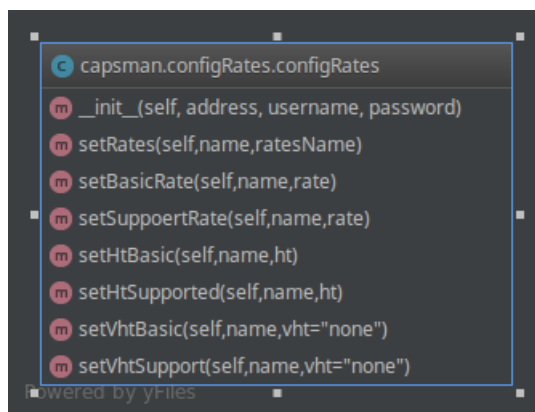 C capsman.configRates.configRates
m __init__(self, address, username, password)
m setRates(self,name,ratesName)
m setBasicRate(self,name,rate)
m setSuppoertRate(self,name,rate)
m setHtBasic(self,name,ht)
m setHtSupported(self,name,ht)
m setVhtBasic(self,name,vht="none")
m setVhtSupport(self,name,vht="none")
Powered by yFiles